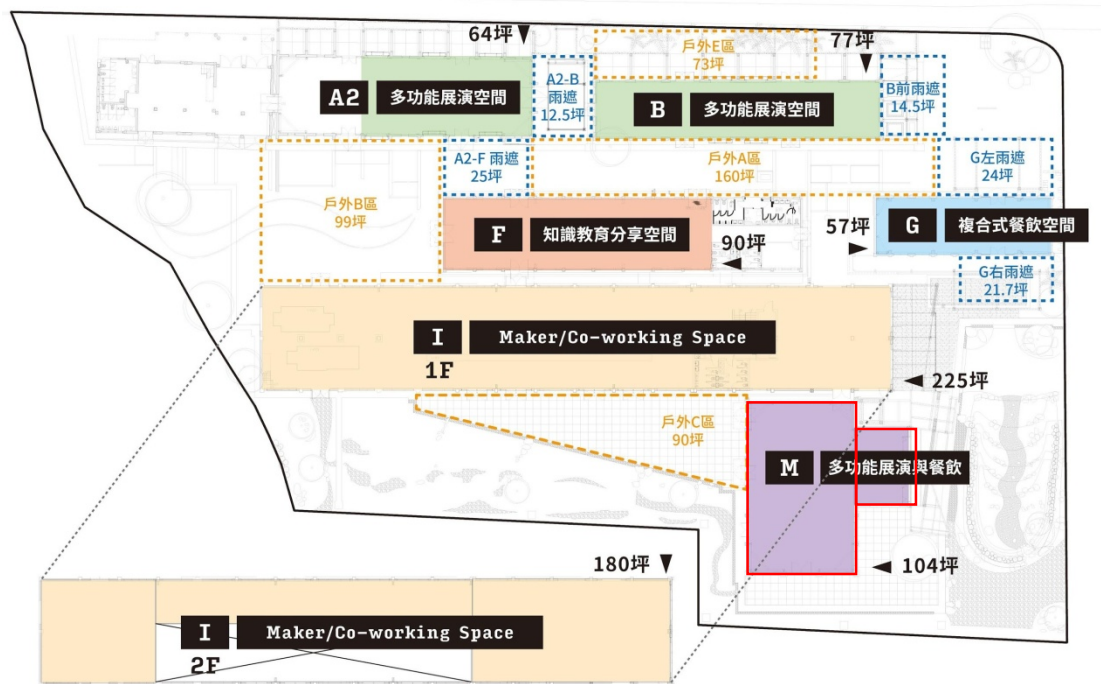 64坪
戶外E區
73坪
77坪
A2 多功能展演空間
A2-B
雨遮
12.5坪
B 多功能展演空間
B前雨遮
14.5坪
A2-F 雨遮
25坪
戶外A區
160坪
G左雨遮
24坪
戶外B區
99坪
F 知識教育分享空間
90坪
57坪
G 複合式餐飲空間
G右雨遮
21.7坪
I Maker/Co-working Space
1F
225坪
戶外C區
90坪
M 多功能展演與餐飲
104坪
180坪
I Maker/Co-working Space
2F